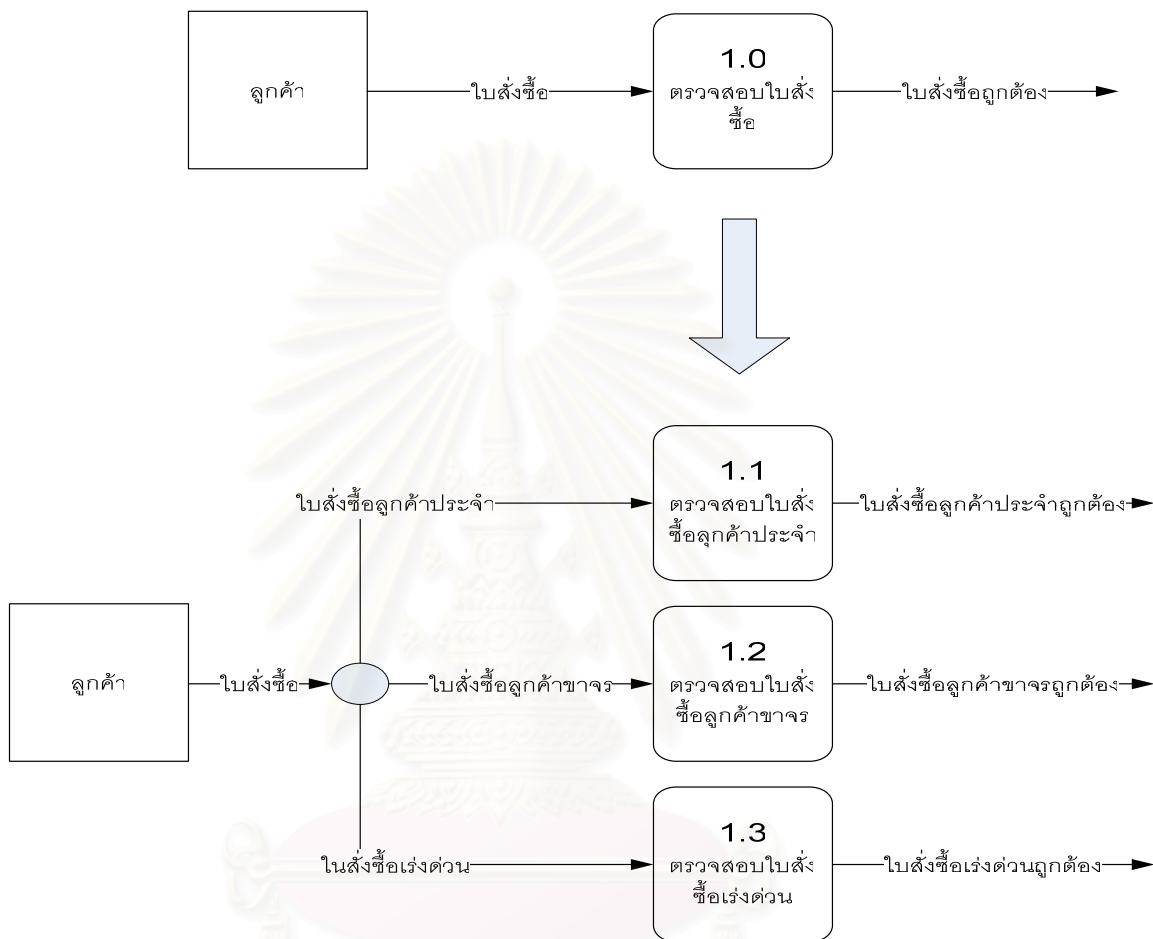 ลูกค้า
ใบสั่งซื้อ
1.0
ตรวจสอบใบสั่ง
ซื้อ
ใบสั่งซื้อถูกต้อง
ใบสั่งซื้อลูกค้าประจำ
1.1
ตรวจสอบใบสั่ง
ซื้อลุกค้าประจำ
ใบสั่งซื้อลูกค้าประจำถูกต้อง
ลูกค้า
ใบสั่งซื้อ
ใบสั่งซื้อลูกค้าขาจร
1.2
ตรวจสอบใบสั่ง
ซื้อลูกค้าขาจร
ใบสั่งซื้อลูกค้าขาจรถูกต้อง
ในสั่งซื้อเร่งด่วน
1.3
ตรวจสอบใบสั่ง
ซื้อเร่งด่วน
ใบสั่งซื้อเร่งด่วนถูกต้อง